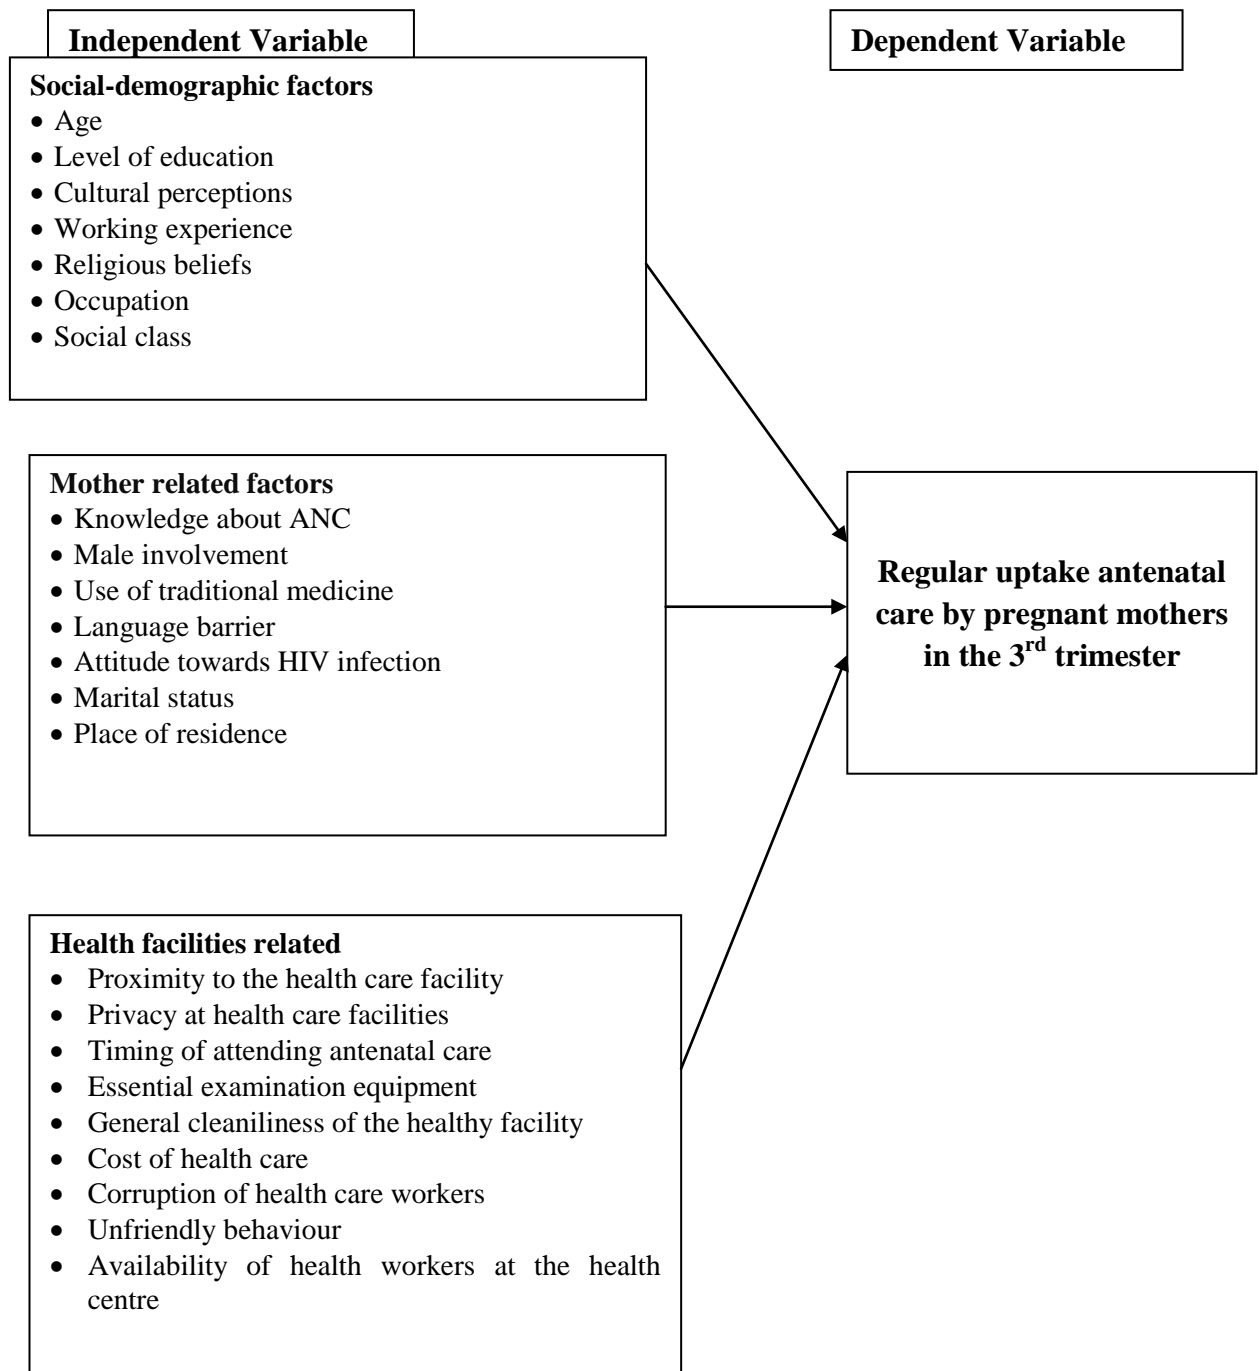 Independent Variable
Dependent Variable
Social-demographic factors
• Age
• Level of education
• Cultural perceptions
• Working experience
• Religious beliefs
• Occupation
• Social class
Mother related factors
• Knowledge about ANC
• Male involvement
• Use of traditional medicine
• Language barrier
• Attitude towards HIV infection
• Marital status
• Place of residence
Regular uptake antenatal
care by pregnant mothers
in the 3rd trimester
Health facilities related
• Proximity to the health care facility
• Privacy at health care facilities
• Timing of attending antenatal care
• Essential examination equipment
• General cleaniliness of the healthy facility
• Cost of health care
• Corruption of health care workers
• Unfriendly behaviour
• Availability of health workers at the health
centre